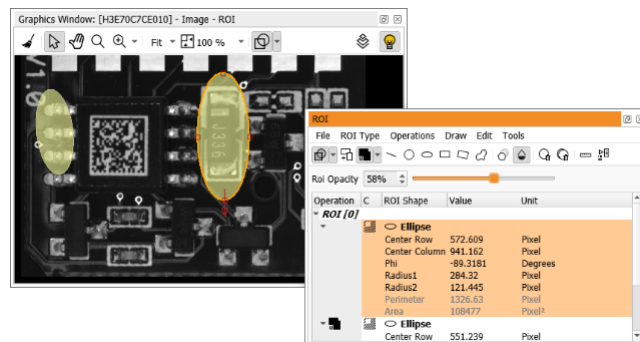 Graphics Window: [H3E70C7CE010] - Image - ROI
Fit
100 %
V1.0
J336
ROI
File ROI Type Operations Draw Edit Tools
Roi Opacity 58%
Operation C ROI Shape Value Unit
ROI [0]
Ellipse
Center Row 572.609 Pixel
Center Column 941.162 Pixel
Phi -89.3181 Degrees
Radius1 284.32 Pixel
Radius2 121.445 Pixel
Perimeter 1326.63 Pixel
Area 108477 Pixel²
Ellipse
Center Row 551.239 Pixel